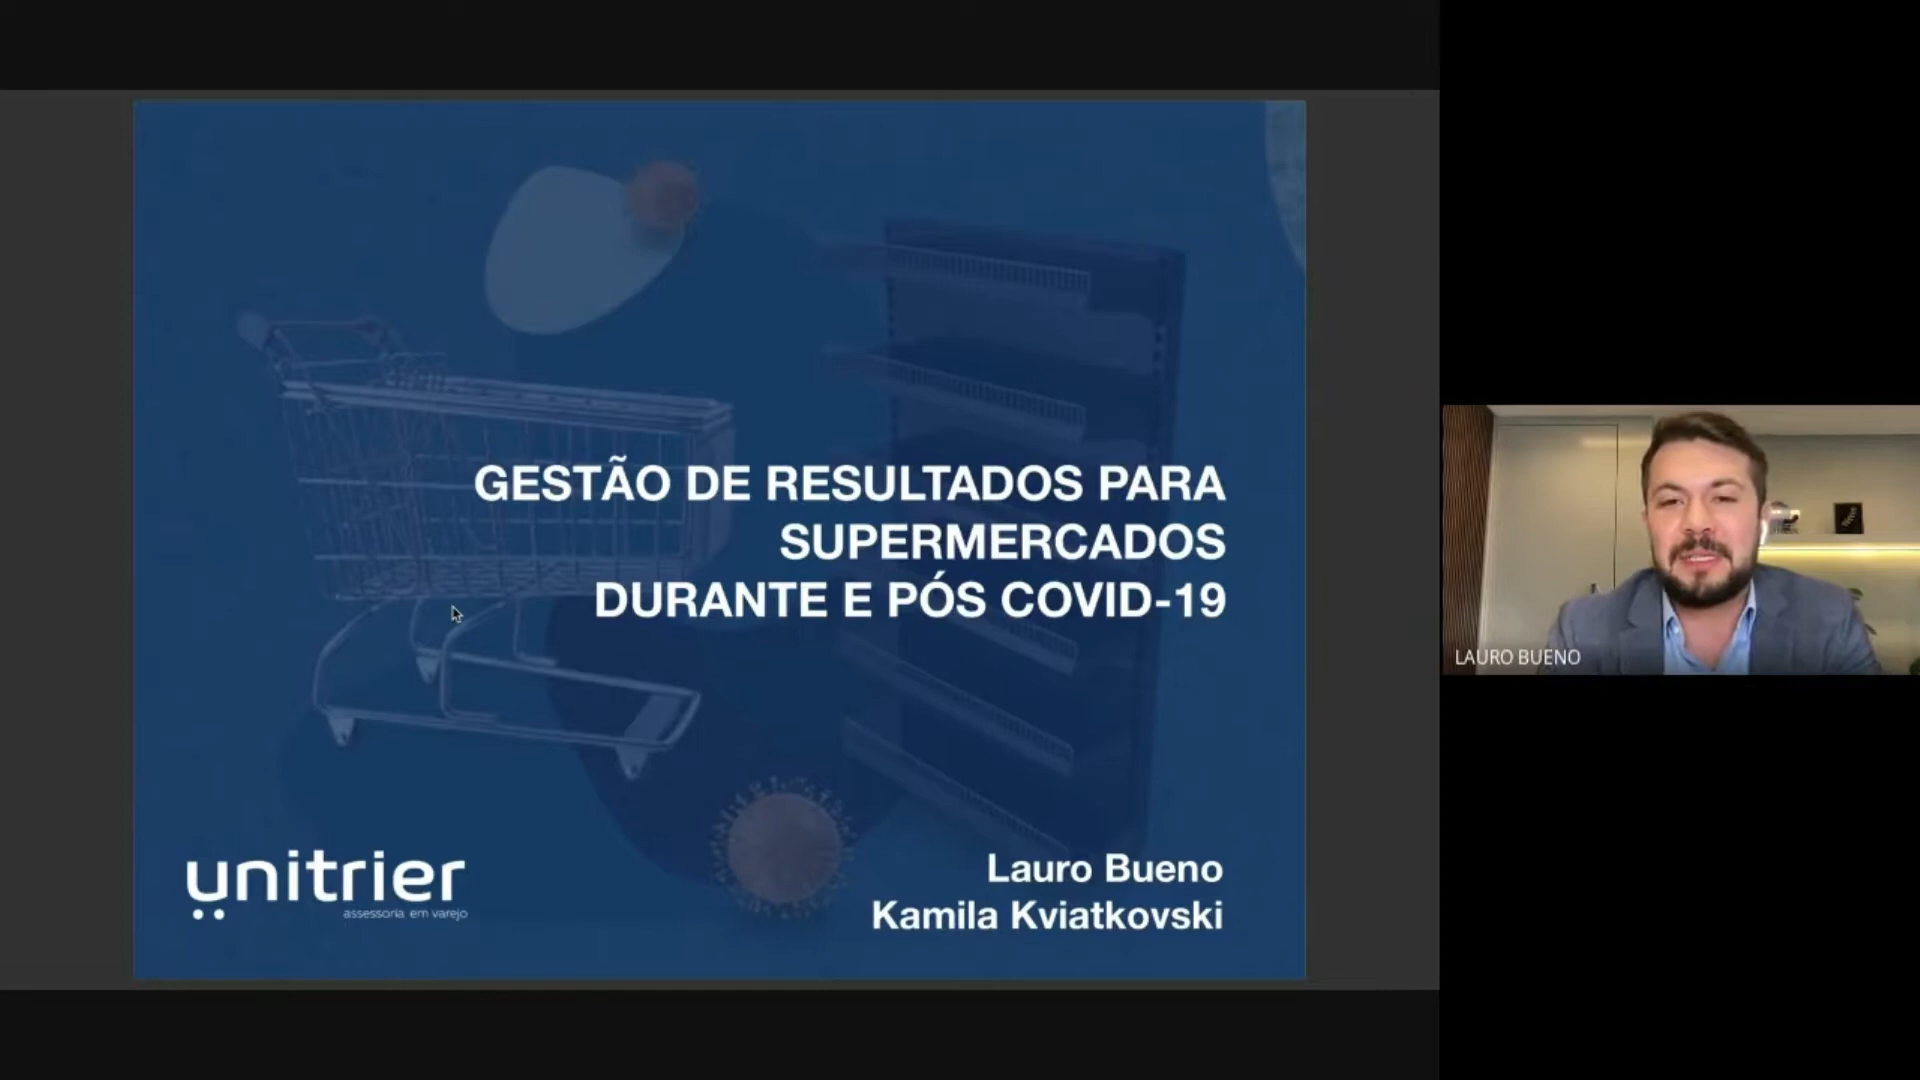 GESTÃO DE RESULTADOS PARA
SUPERMERCADOS
DURANTE E PÓS COVID-19
unitrier
assessoria em varejo
Lauro Bueno
Kamila Kviatkovski
LAURO BUENO